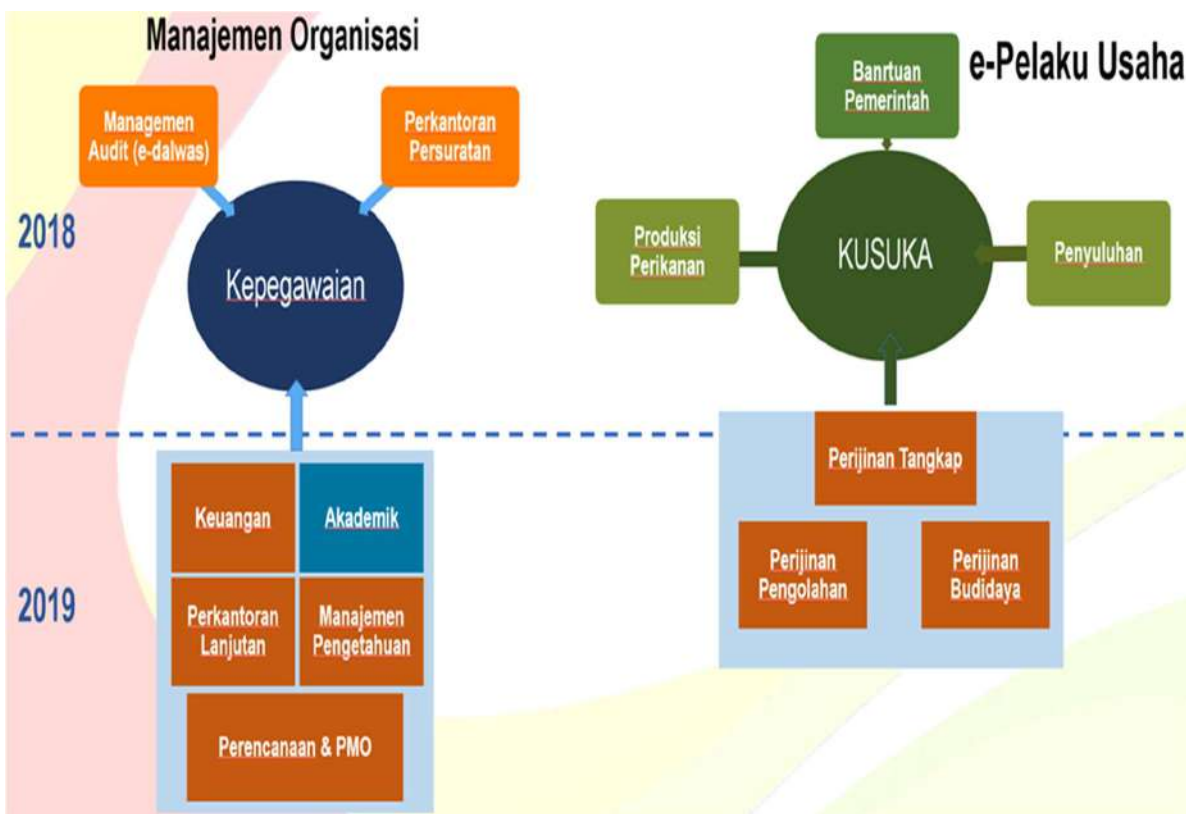 Manajemen Organisasi
e-Pelaku Usaha
Managemen
Audit (e-dalwas)
Perkantoran
Persuratan
Banrtuan
Pemerintah
2018
Kepegawaian
Produksi
Perikanan
KUSUKA
Penyuluhan
2019
Keuangan
Akademik
Perkantoran
Lanjutan
Manajemen
Pengetahuan
Perencanaan & PMO
Perijinan Tangkap
Perijinan
Pengolahan
Perijinan
Budidaya